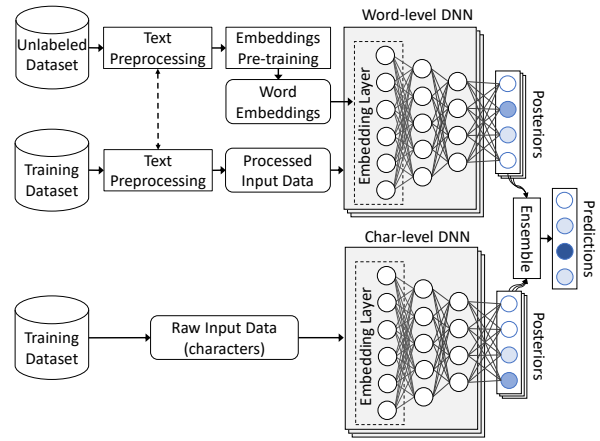 Word-level DNN
Unlabeled
Dataset
Text
Preprocessing
Embeddings
Pre-training
Word
Embeddings
Embedding Layer
Posteriors
Training
Dataset
Text
Preprocessing
Processed
Input Data
Ensemble
Predictions
Char-level DNN
Training
Dataset
Raw Input Data
(characters)
Embedding Layer
Posteriors